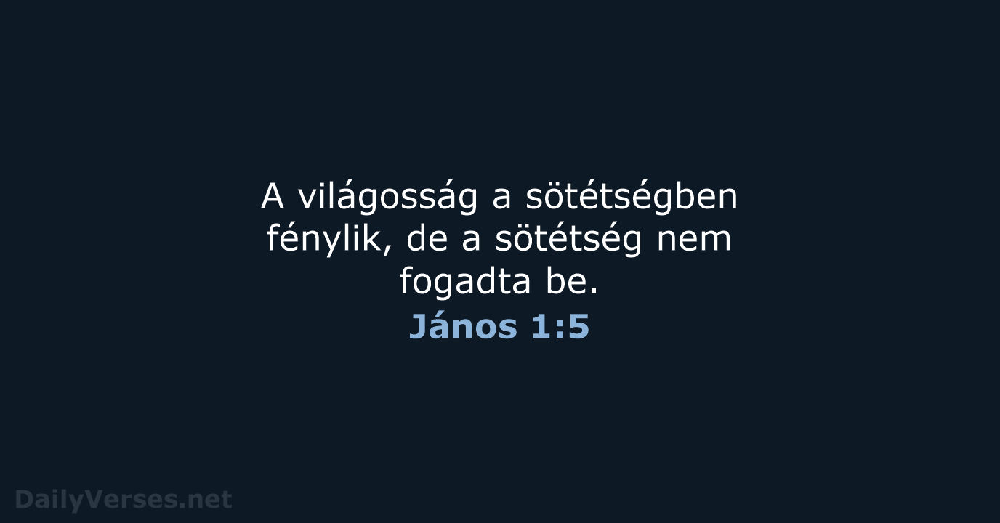 A világosság a sötétségben
fénylik, de a sötétség nem
fogadta be.
János 1:5
DailyVerses.net